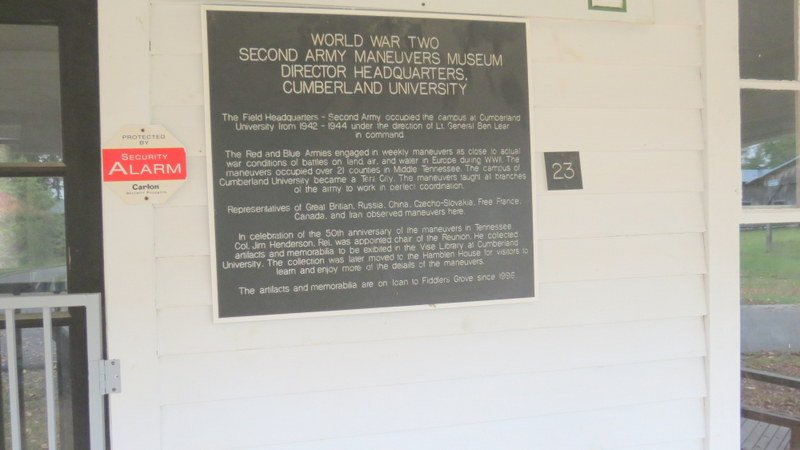 WORLD WAR TWO
SECOND ARMY MANEUVERS MUSEUM
DIRECTOR HEADQUARTERS,
CUMBERLAND UNIVERSITY
The Field Headquarters - Second Army occupied the campus at Cumberland
University from 1942 - 1944 under the direction of Lt. General Ben Lear
in command.
The Red and Blue Armies engaged in weekly maneuvers as close to actual
war conditions of battles on land, air, and water in Europe during WWII. The
maneuvers occupied over 21 counties in Middle Tennessee. The campus of
Cumberland University became a Tent City. The maneuvers taught all branches
of the army to work in perfect coordination.
Representatives of Great Britian, Russia, China, Czecho-Slovakia, Free France,
Canada, and Iran observed maneuvers here.
In celebration of the 50th anniversary of the maneuvers in Tennessee
Col. Jim Henderson, Ret. was appointed chair of the Reunion. He collected
artifacts and memorabilia to be exibited in the Vise Library at Cumberland
University. The collection was later moved to the Hamblen House for visitors to
learn and enjoy more of the details of the maneuvers.
The artifacts and memorabilia are on loan to Fiddlers Grove since 1996.
PROTECTED
BY
SECURITY
ALARM
Carlon
23